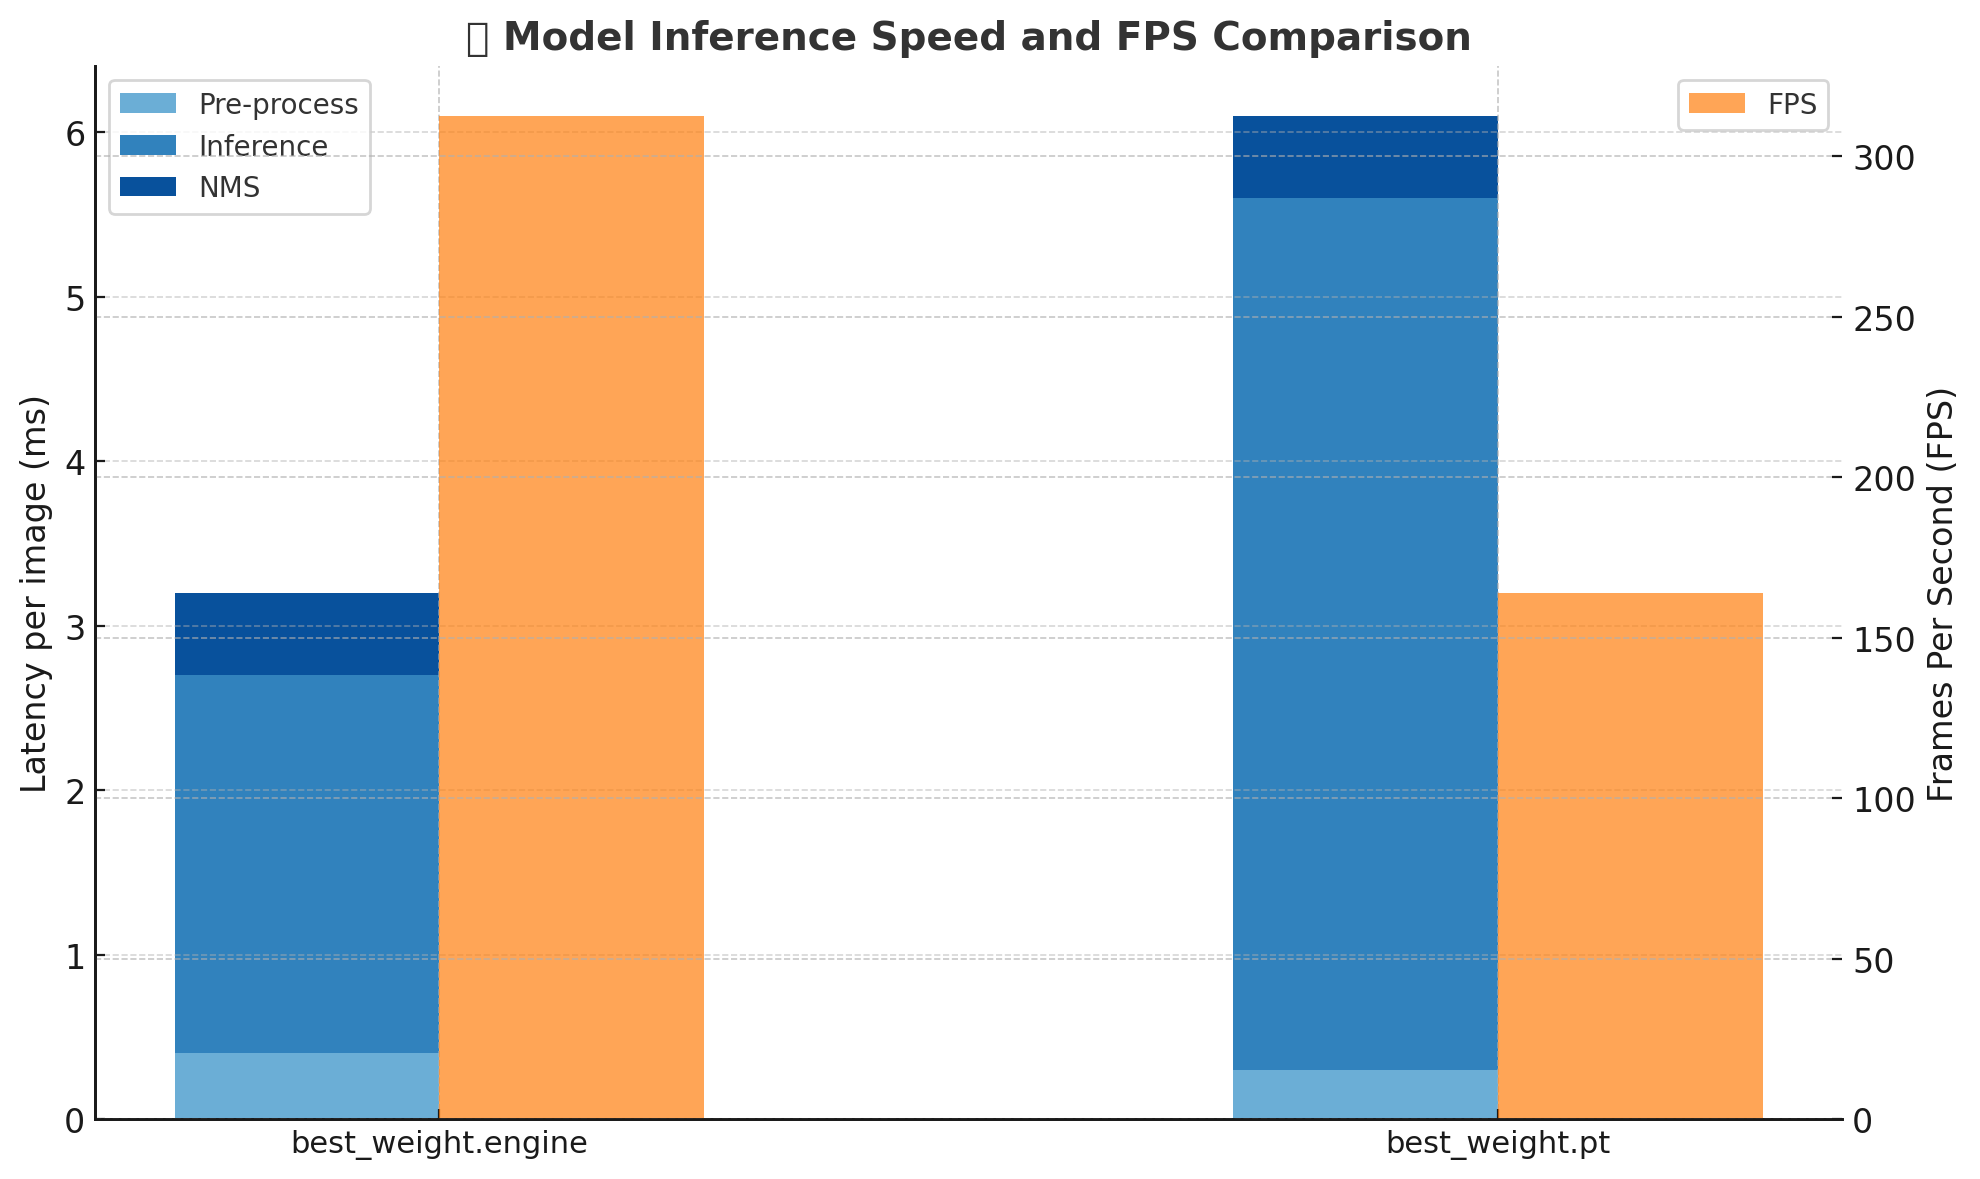 Model Inference Speed and FPS Comparison
Pre-process
Inference
NMS
FPS
Latency per image (ms)
6
5
4
3
2
1
0
Frames Per Second (FPS)
300
250
200
150
100
50
0
best_weight.engine
best_weight.pt